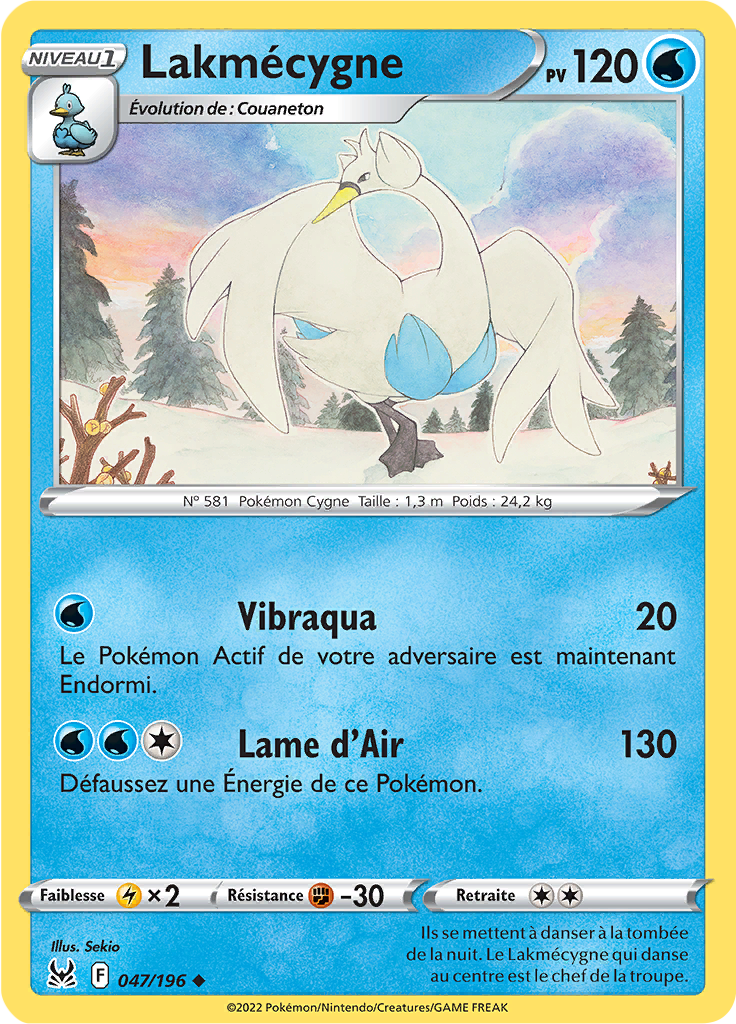 NIVEAU 1
Lakmécygne
PV 120
Évolution de : Couaneton
Nº 581 Pokémon Cygne Taille : 1,3 m Poids : 24,2 kg
Vibraqua 20
Le Pokémon Actif de votre adversaire est maintenant
Endormi.
Lame d’Air 130
Défaussez une Énergie de ce Pokémon.
Faiblesse ×2 Résistance -30 Retraite
Ils se mettent à danser à la tombée
de la nuit. Le Lakmécygne qui danse
au centre est le chef de la troupe.
Illus. Sekio
F 047/196
©2022 Pokémon/Nintendo/Creatures/GAME FREAK